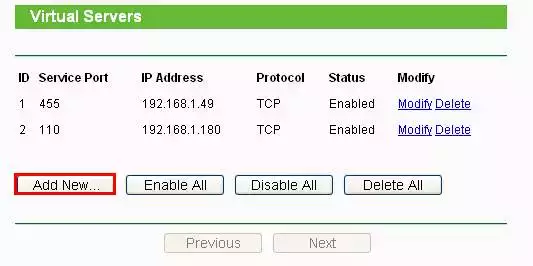 Virtual Servers
ID Service Port IP Address Protocol Status Modify
1 455 192.168.1.49 TCP Enabled Modify Delete
2 110 192.168.1.180 TCP Enabled Modify Delete
Add New... Enable All Disable All Delete All
Previous Next